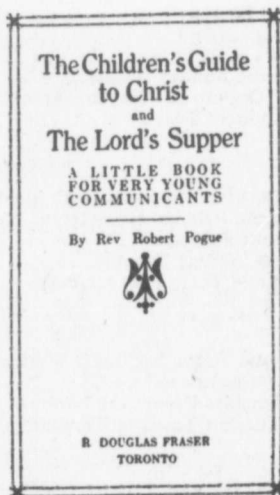 The Children's Guide
to Christ
and
The Lord's Supper
A LITTLE BOOK
FOR VERY YOUNG
COMMUNICANTS
By Rev Robert Pogue
R DOUGLAS FRASER
TORONTO